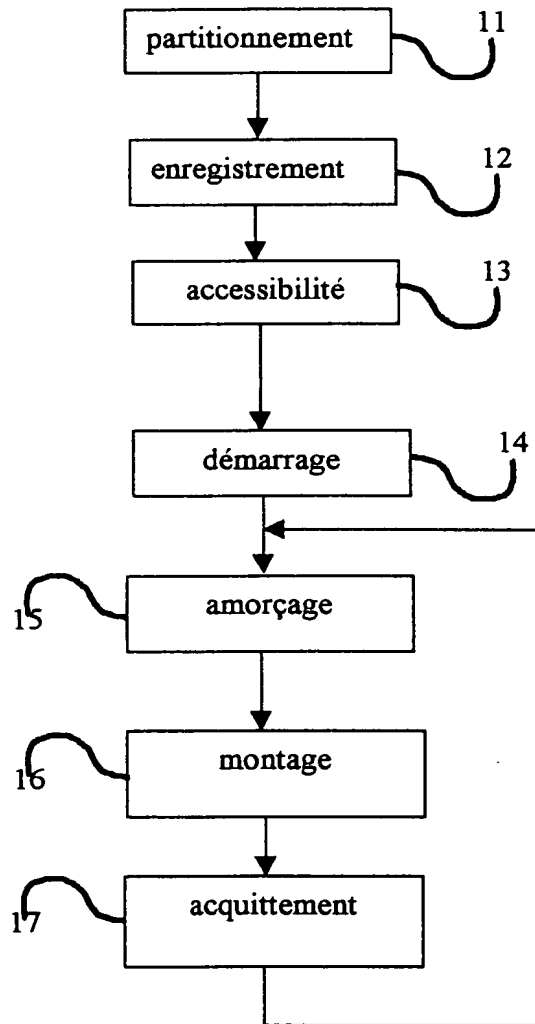 11
partitionnement
12
enregistrement
13
accessibilité
14
démarrage
15
amorçage
16
montage
17
acquittement